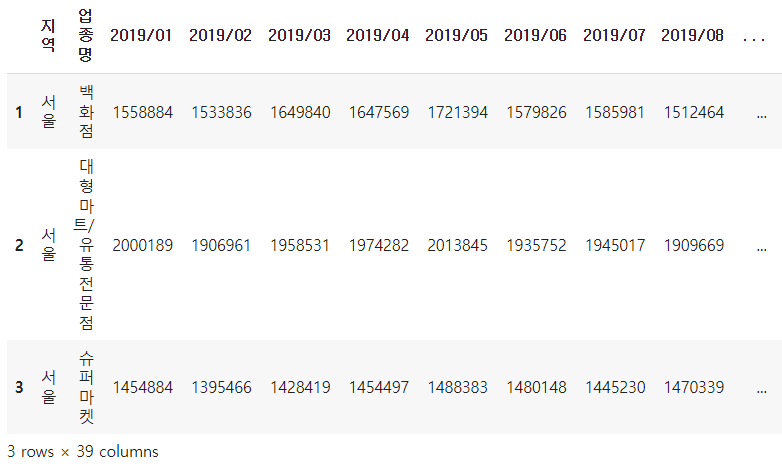 지역 업종명 2019/01 2019/02 2019/03 2019/04 2019/05 2019/06 2019/07 2019/08 ...
1 서울 백화점 1558884 1533836 1649840 1647569 1721394 1579826 1585981 1512464 ...
2 서울 대형마트/유통전문점 2000189 1906961 1958531 1974282 2013845 1935752 1945017 1909669 ...
3 서울 슈퍼마켓 1454884 1395466 1428419 1454497 1488383 1480148 1445230 1470339 ...
3 rows × 39 columns